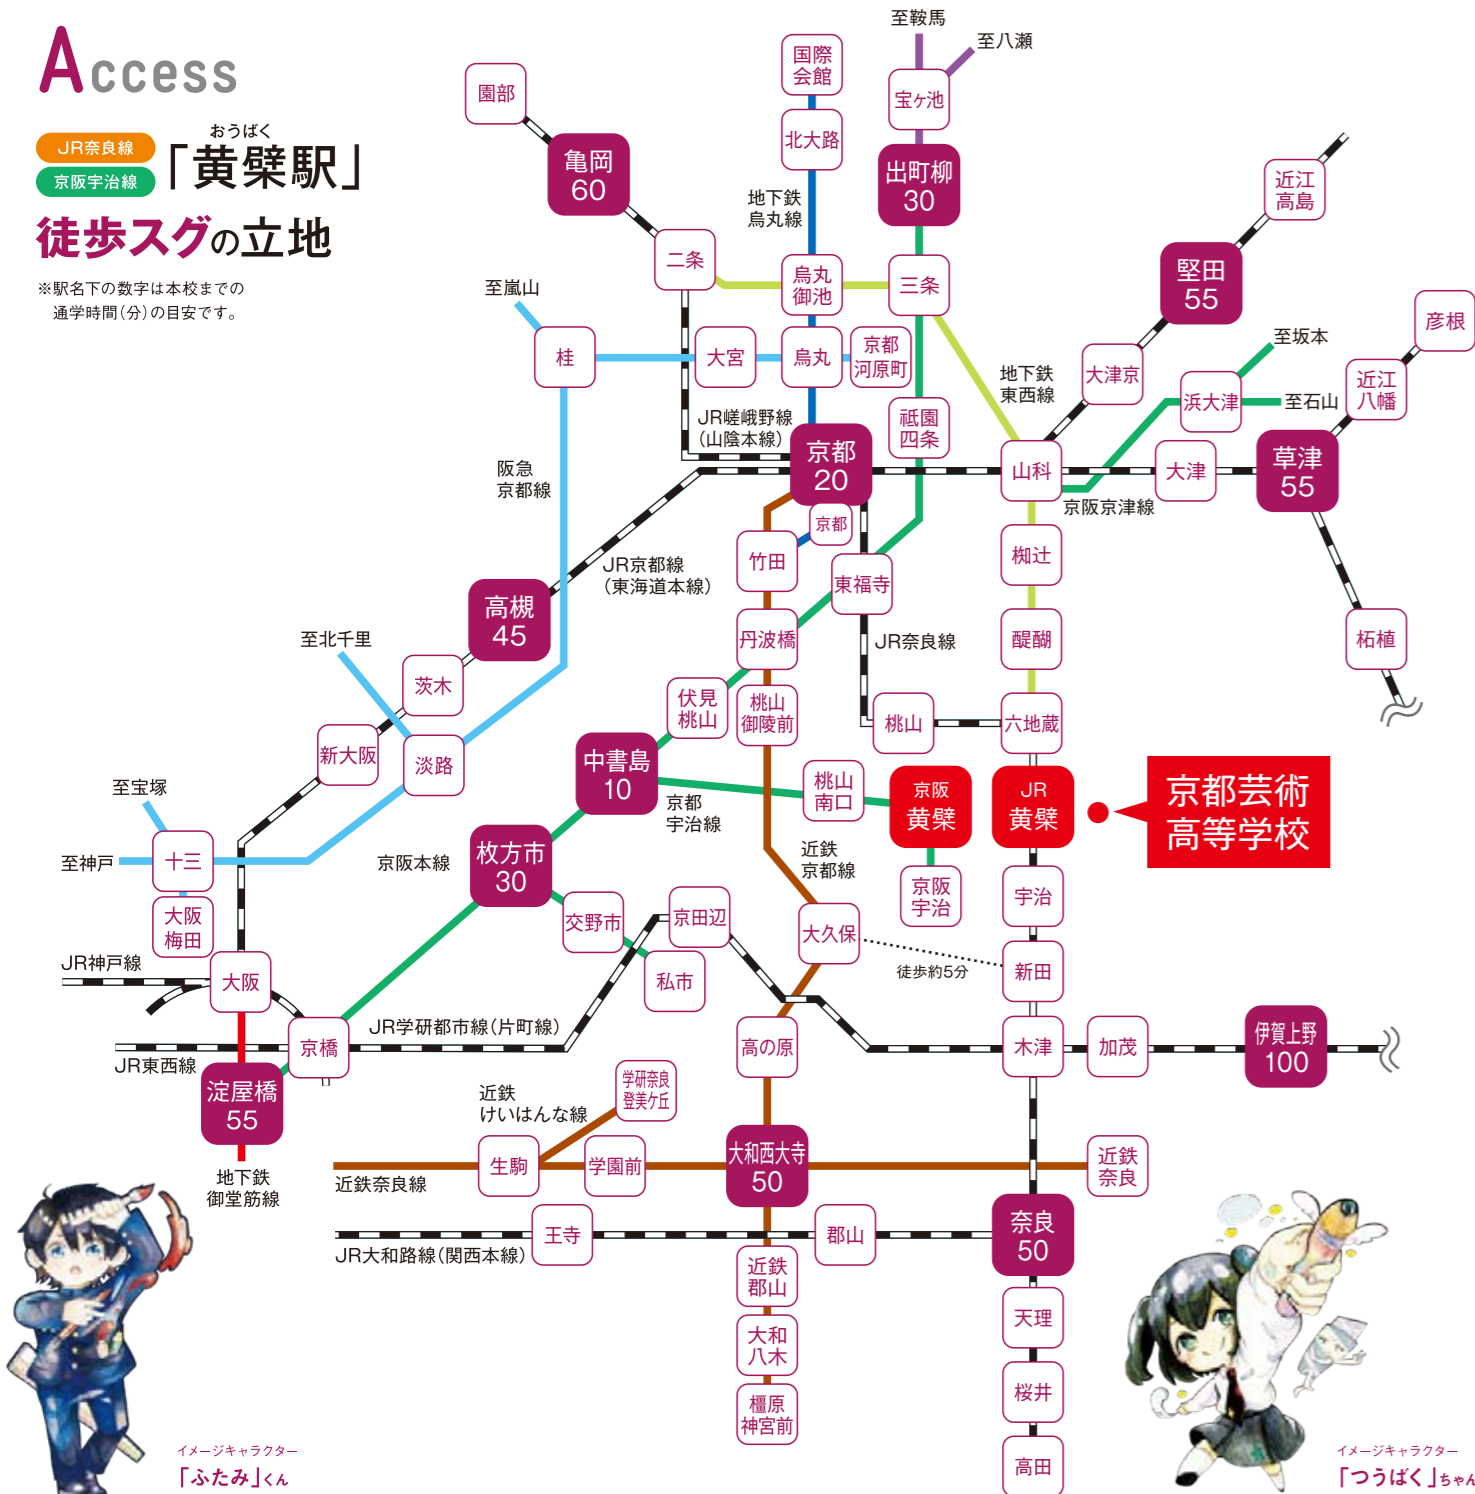 Access
JR奈良線
京阪宇治線
おうばく
「黄檗駅」
徒歩スグの立地
※駅名下の数字は本校までの
通学時間(分)の目安です。
至鞍馬
至八瀬
国際
会館
宝ヶ池
園部
北大路
亀岡
60
出町柳
30
地下鉄
烏丸線
近江
高島
二条
烏丸
御池
三条
堅田
55
至嵐山
彦根
桂
大宮
烏丸
京都
河原町
至坂本
大津京
地下鉄
東西線
近江
八幡
浜大津
至石山
JR嵯峨野線
(山陰本線)
祇園
四条
京都
20
山科
大津
草津
55
阪急
京都線
京阪京津線
京都
竹田
椥辻
JR京都線
(東海道本線)
東福寺
高槻
45
丹波橋
JR奈良線
醍醐
柘植
至北千里
茨木
伏見
桃山
桃山
御陵前
桃山
六地蔵
新大阪
淡路
中書島
10
桃山
南口
京阪
黄檗
JR
黄檗
京都芸術
高等学校
至宝塚
京都
宇治線
至神戸
十三
京阪本線
枚方市
30
近鉄
京都線
京阪
宇治
宇治
大阪
梅田
交野市
京田辺
大久保
徒歩約5分
新田
JR神戸線
大阪
私市
JR学研都市線(片町線)
京橋
高の原
木津
加茂
伊賀上野
100
JR東西線
淀屋橋
55
学研奈良
登美ケ丘
近鉄
けいはんな線
生駒
学園前
大和西大寺
50
近鉄
奈良
近鉄奈良線
地下鉄
御堂筋線
王寺
郡山
奈良
50
JR大和路線(関西本線)
近鉄
郡山
天理
大和
八木
桜井
橿原
神宮前
高田
イメージキャラクター
「ふたみ」くん
イメージキャラクター
「つうばく」ちゃん